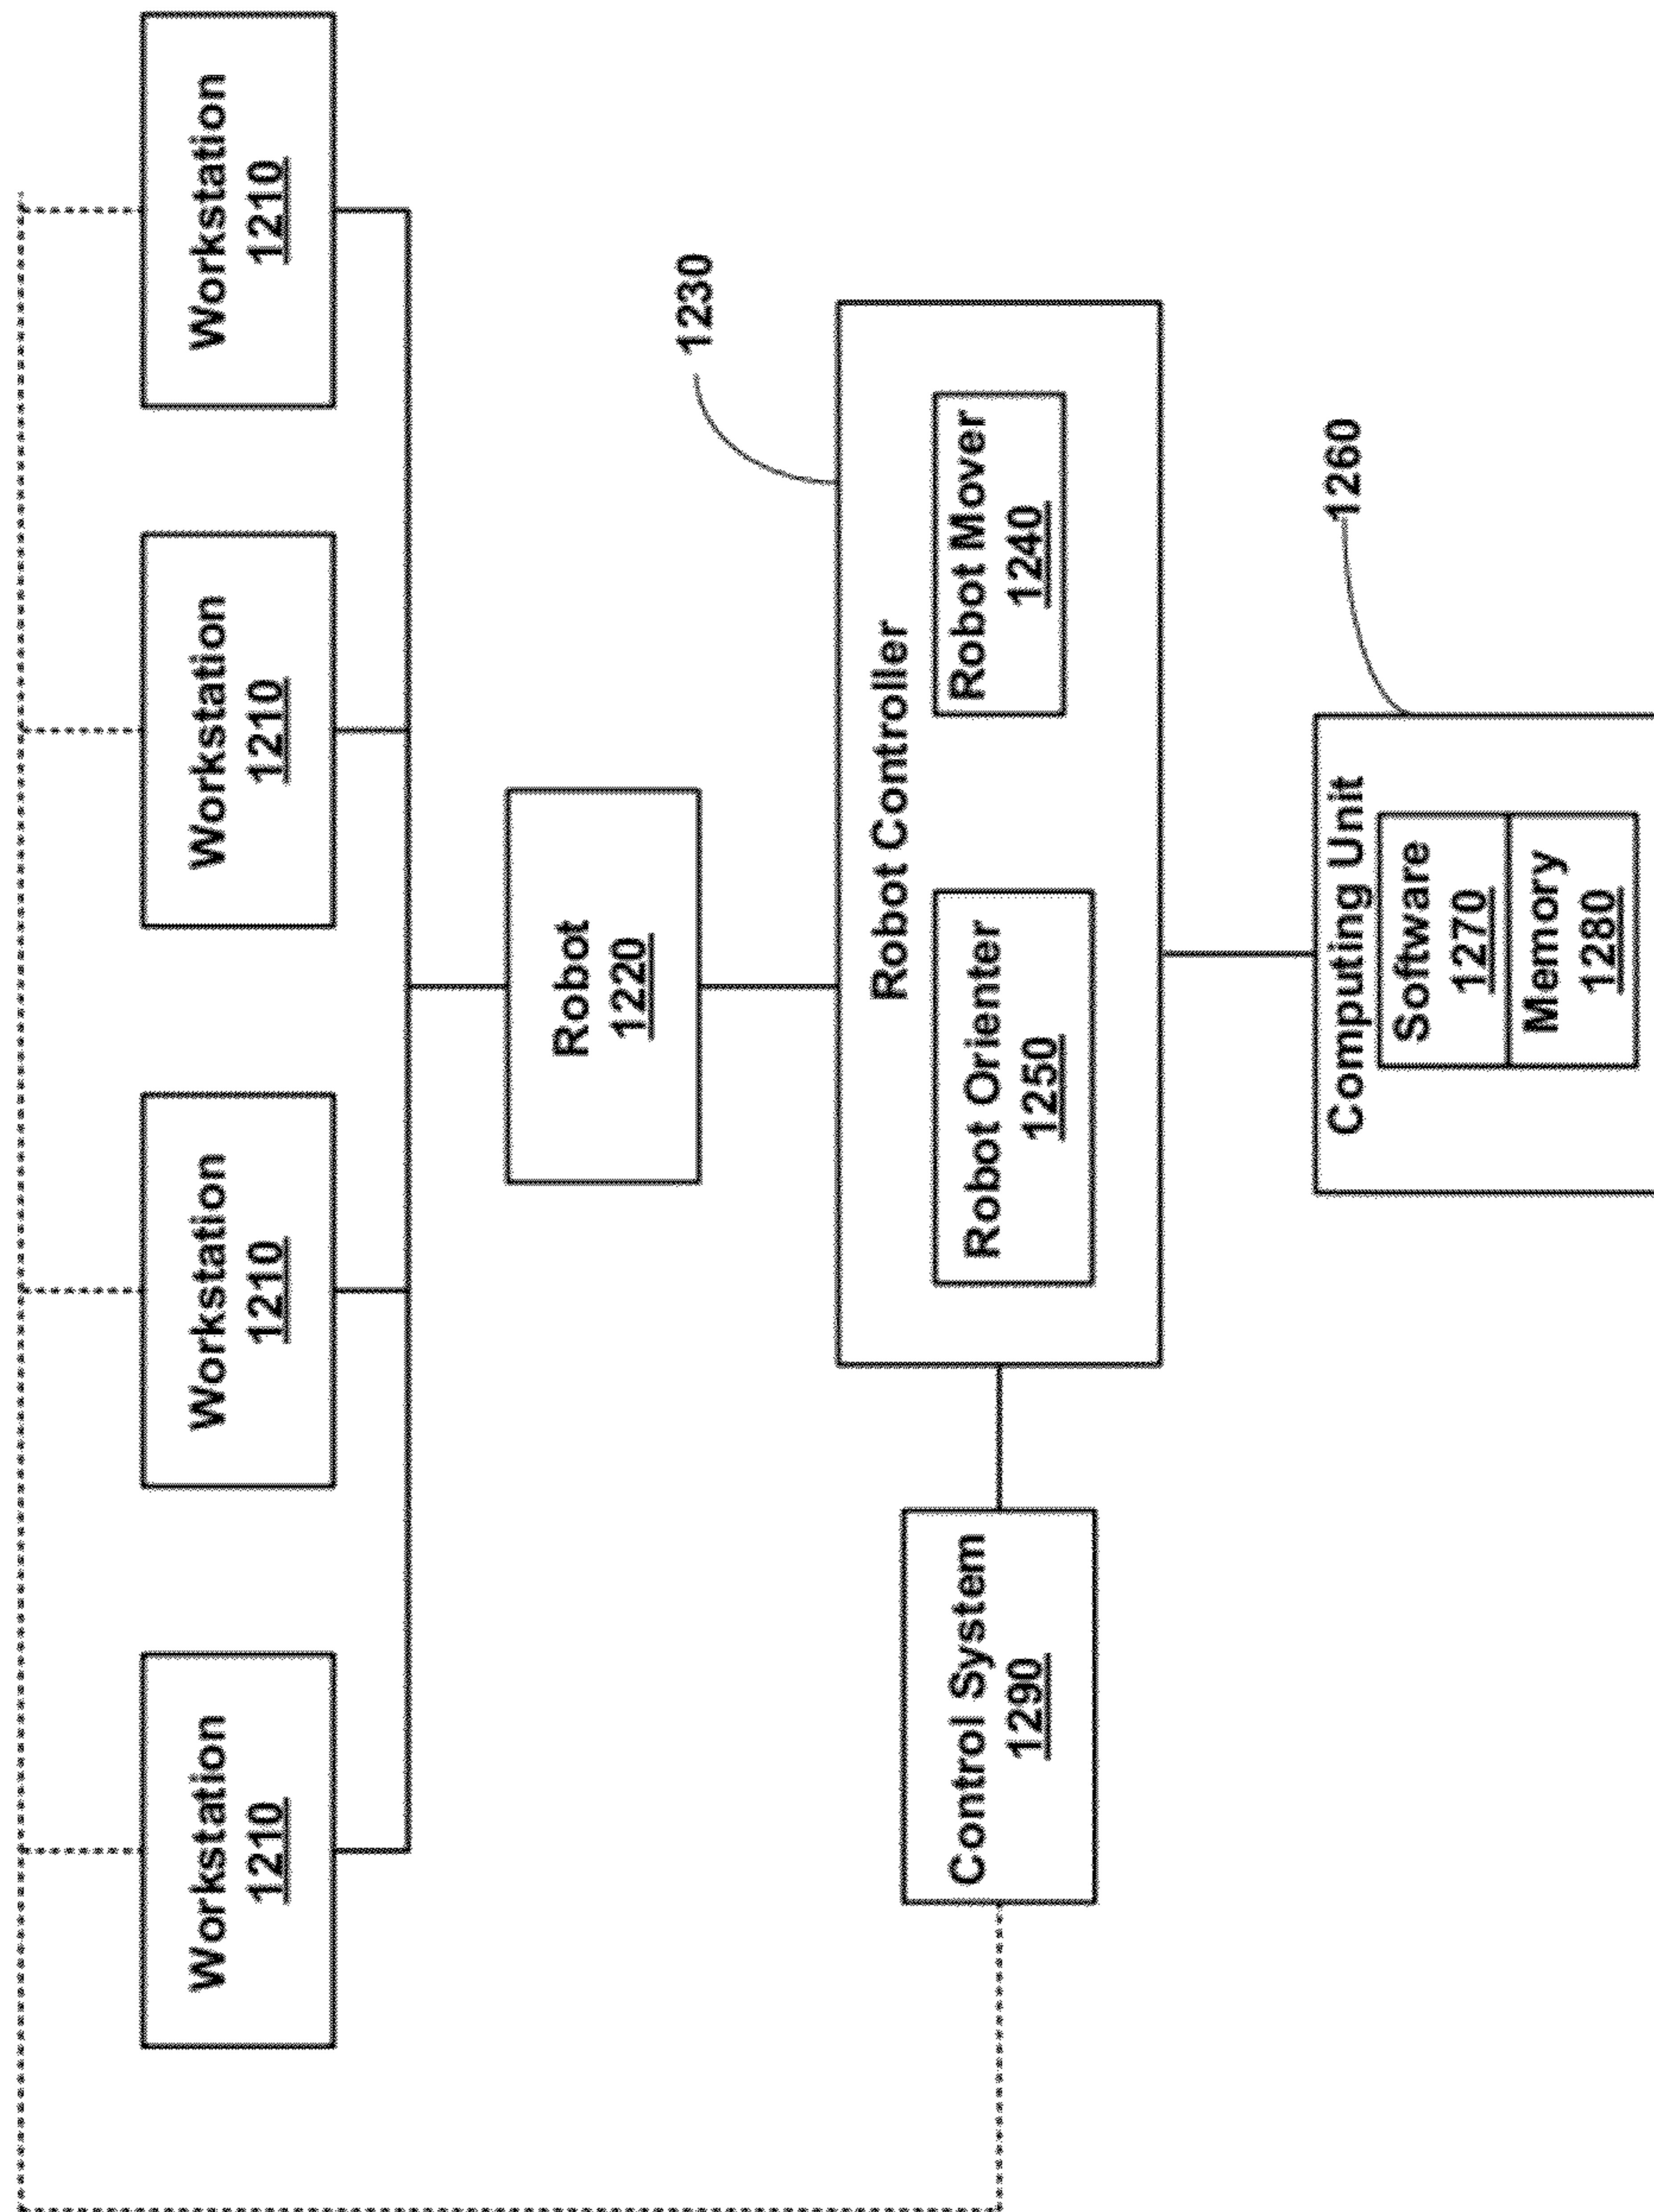 Workstation
1210
Workstation
1210
Workstation
1210
Workstation
1210
Robot
1220
1230
Robot Controller
Robot Orienter
1250
Robot Mover
1240
Control System
1290
1260
Computing Unit
Software
1270
Memory
1280